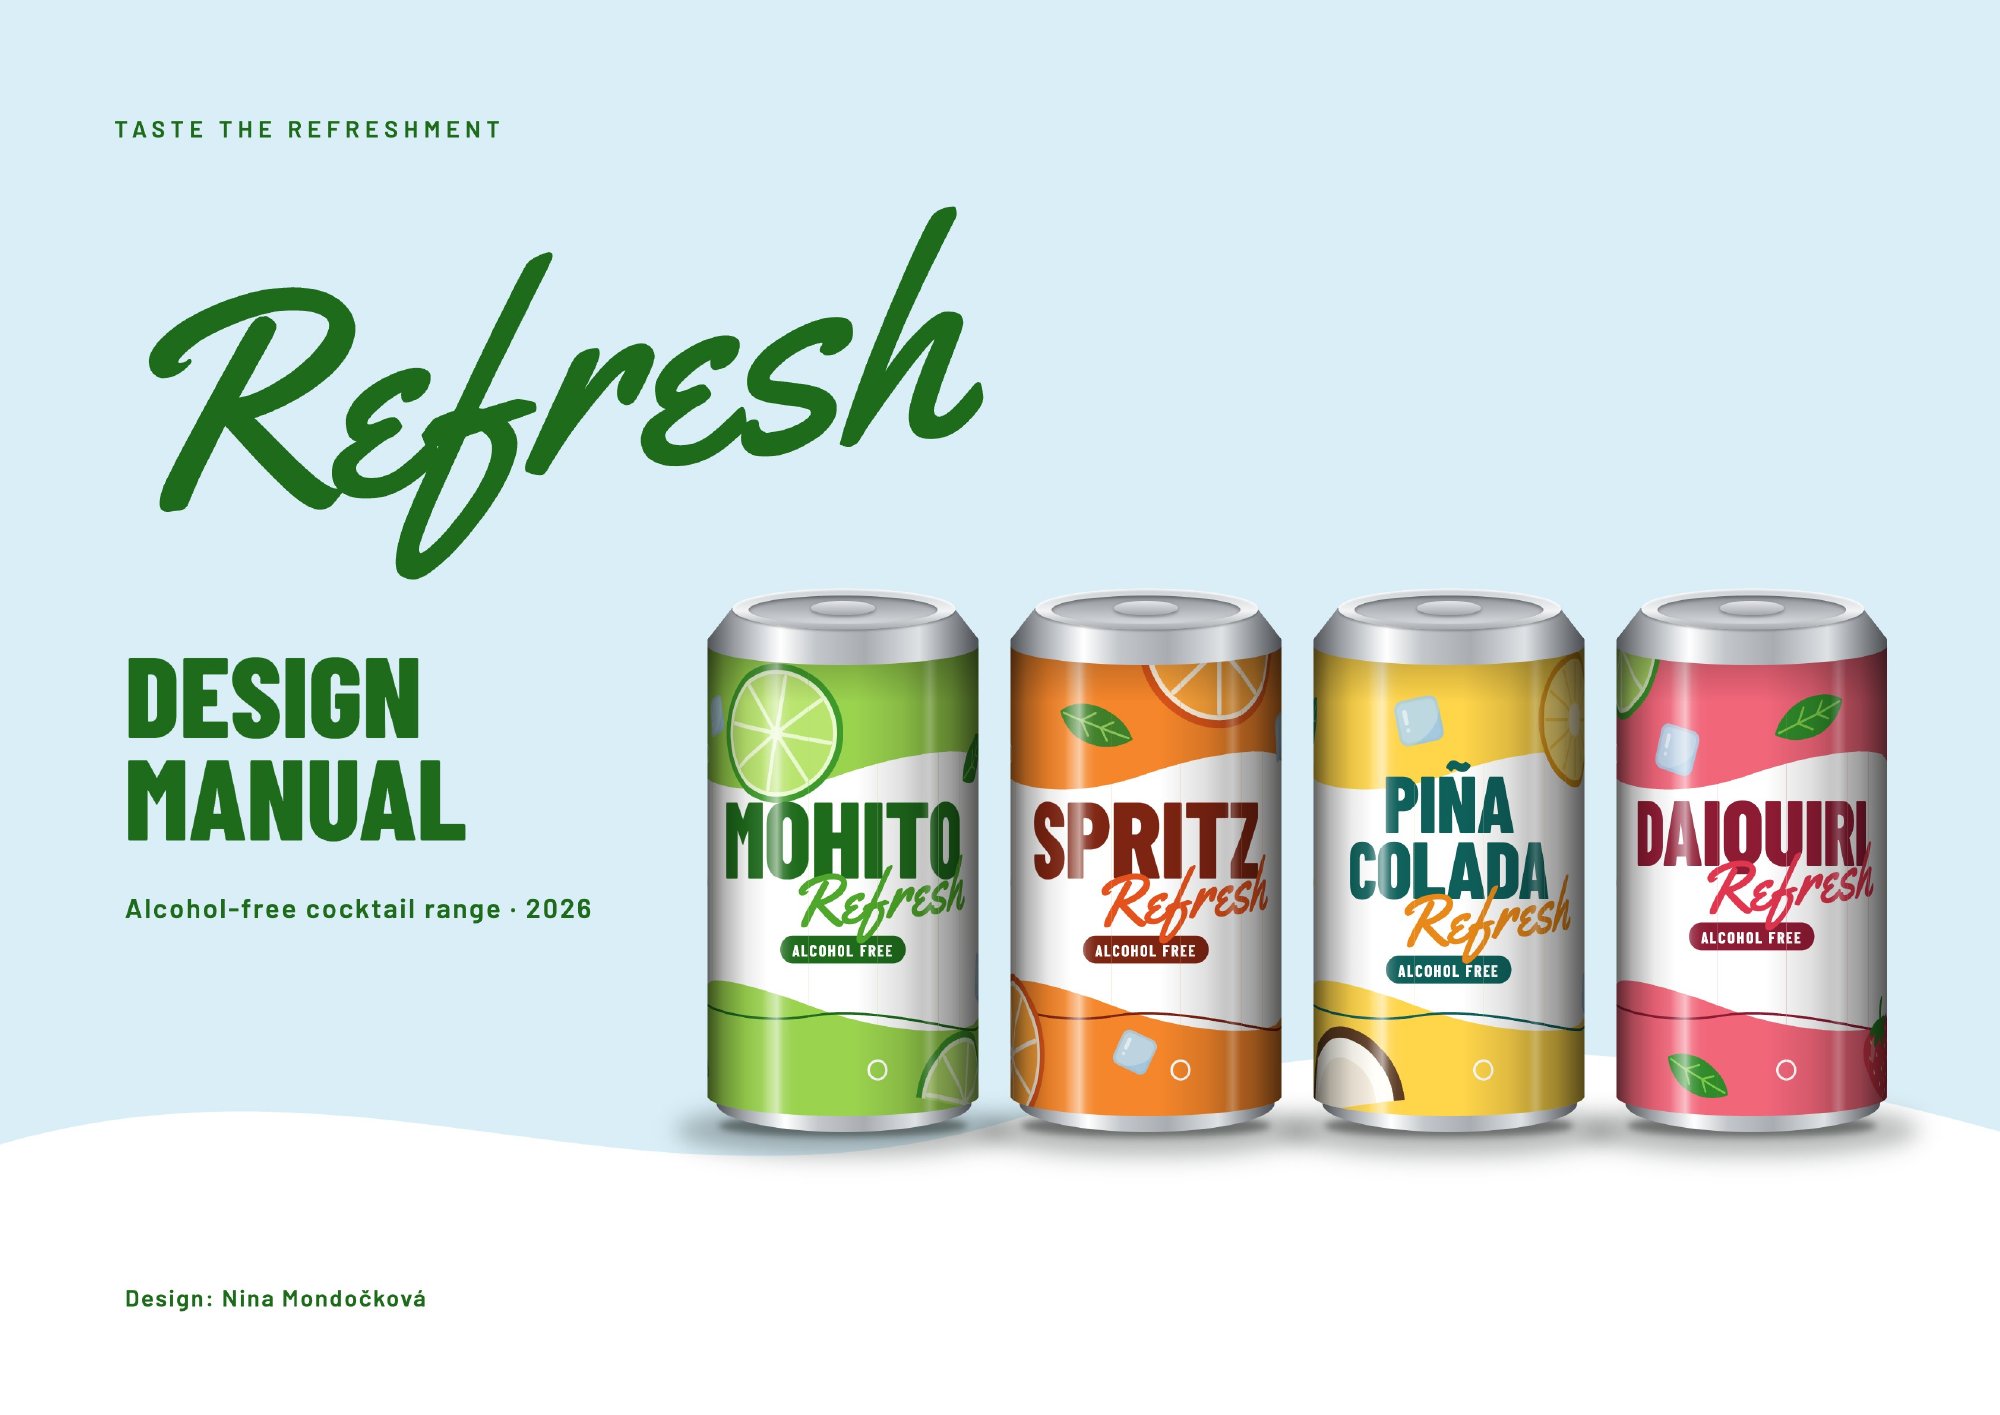 TASTE THE REFRESHMENT
Refresh
DESIGN
MANUAL
Alcohol-free cocktail range · 2026
MOHITO
Refresh
ALCOHOL FREE
SPRITZ
Refresh
ALCOHOL FREE
PIÑA
COLADA
Refresh
ALCOHOL FREE
DAIQUIRI
Refresh
ALCOHOL FREE
Design: Nina Mondočková